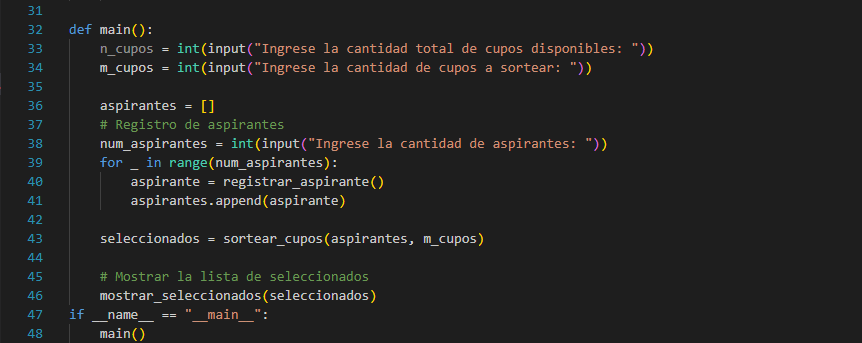 31
32 def main():
33     n_cupos = int(input("Ingrese la cantidad total de cupos disponibles: "))
34     m_cupos = int(input("Ingrese la cantidad de cupos a sortear: "))
35
36     aspirantes = []
37     # Registro de aspirantes
38     num_aspirantes = int(input("Ingrese la cantidad de aspirantes: "))
39     for _ in range(num_aspirantes):
40         aspirante = registrar_aspirante()
41         aspirantes.append(aspirante)
42
43     seleccionados = sortear_cupos(aspirantes, m_cupos)
44
45     # Mostrar la lista de seleccionados
46     mostrar_seleccionados(seleccionados)
47 if __name__ == "__main__":
48     main()